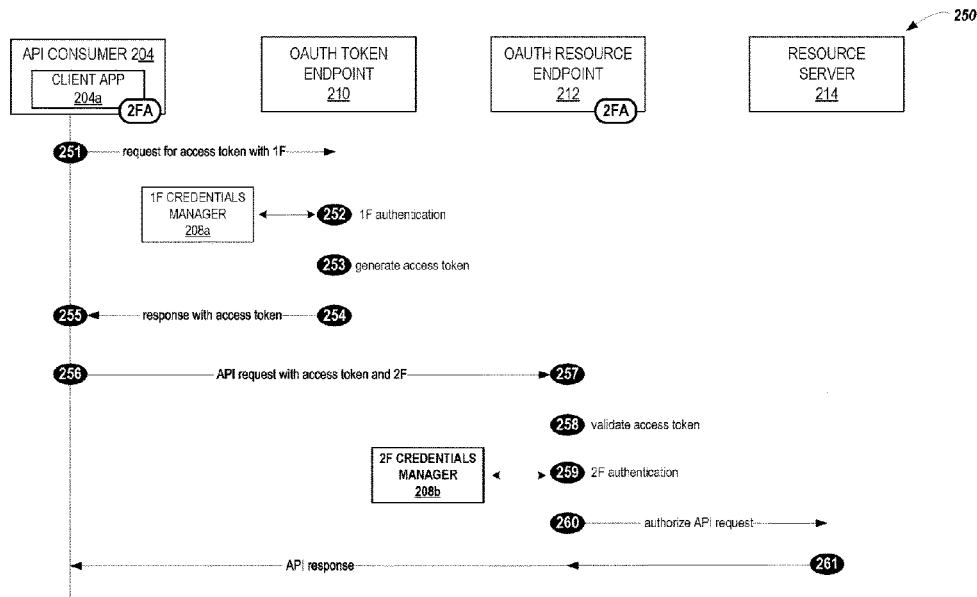 250
API CONSUMER 204
CLIENT APP
204a
2FA
OAUTH TOKEN
ENDPOINT
210
OAUTH RESOURCE
ENDPOINT
212
2FA
RESOURCE
SERVER
214
251
request for access token with 1F
1F CREDENTIALS
MANAGER
208a
252
1F authentication
253
generate access token
255
response with access token
254
256
API request with access token and 2F
257
258
validate access token
2F CREDENTIALS
MANAGER
208b
259
2F authentication
260
authorize API request
API response
261